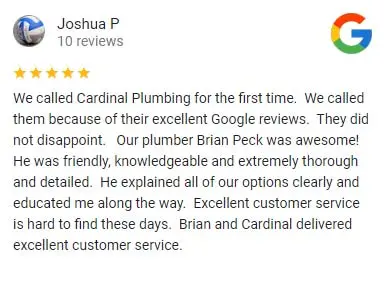 Joshua P
10 reviews
We called Cardinal Plumbing for the first time.  We called
them because of their excellent Google reviews.  They did
not disappoint.   Our plumber Brian Peck was awesome!
He was friendly, knowledgeable and extremely thorough
and detailed.  He explained all of our options clearly and
educated me along the way.  Excellent customer service
is hard to find these days.  Brian and Cardinal delivered
excellent customer service.